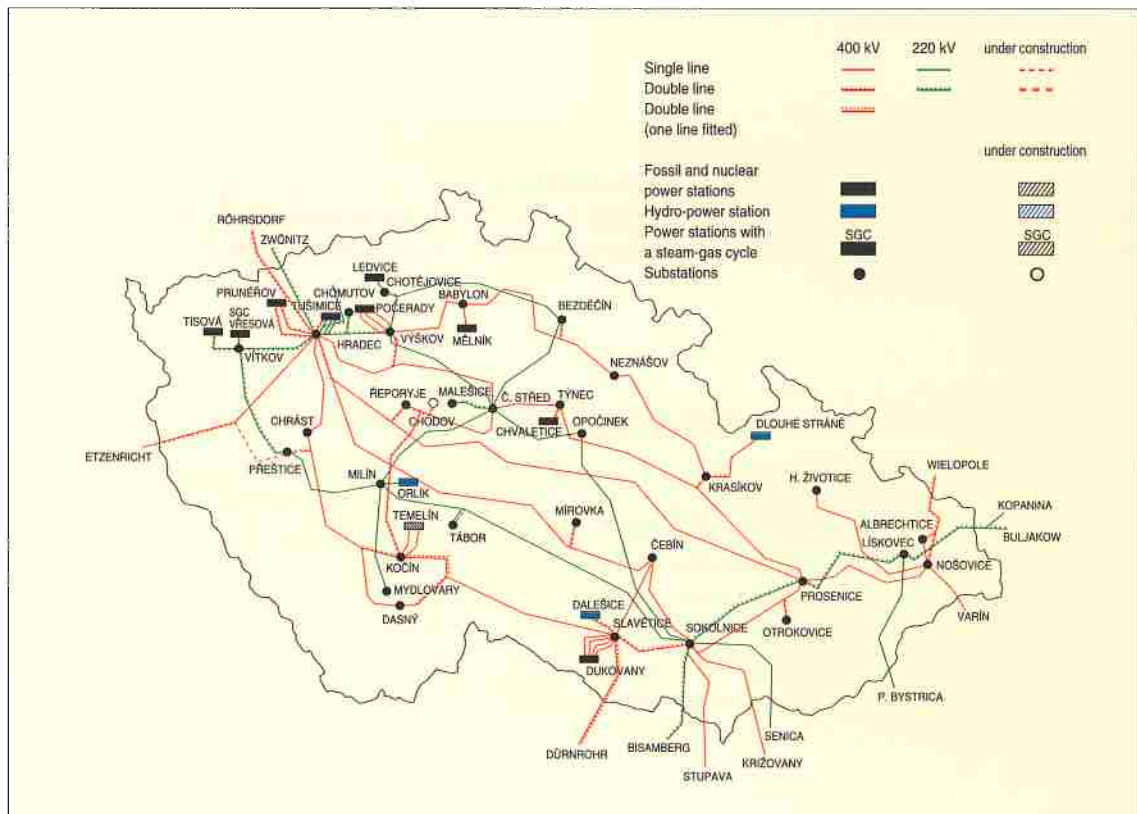 400 kV 220 kV under construction
Single line
Double line
Double line
(one line fitted)
under construction
Fossil and nuclear
power stations
Hydro-power station
Power stations with SGC SGC
a steam-gas cycle
Substations
RÖHRSDORF
ZWÖNITZ
LEDVICE
CHOTĚJOVICE
PRUNÉŘOV
CHOMUTOV
TUŠIMICE
POČERADY
BABYLON
BEZDĚČÍN
TISOVÁ
SGC
VŘESOVÁ
HRADEC
VÝŠKOV
MĚLNÍK
VÍTKOV
NEZNÁŠOV
ŘEPORYJE
MALEŠICE
Č. STŘED
TÝNEC
CHODOV
CHVALETICE
OPOČINEK
CHRÁST
DLOUHÉ STRÁNĚ
ETZENRICHT
PŘEŠTICE
MILÍN
ORLÍK
KRASÍKOV
H. ŽIVOTICE
WIELOPOLE
TEMELÍN
TÁBOR
MÍROVKA
KOPANINA
ALBRECHTICE
LÍSKOVEC
BULJAKOW
KOČÍN
ČEBÍN
NOŠOVICE
MYDLOVARY
PROSENICE
DASNÝ
DALEŠICE
SLAVĚTICE
SOKOLNICE
OTROKOVICE
VARÍN
DUKOVANY
P. BYSTRICA
SENICA
BISAMBERG
DÜRNROHR
KRIŽOVANY
STUPAVA